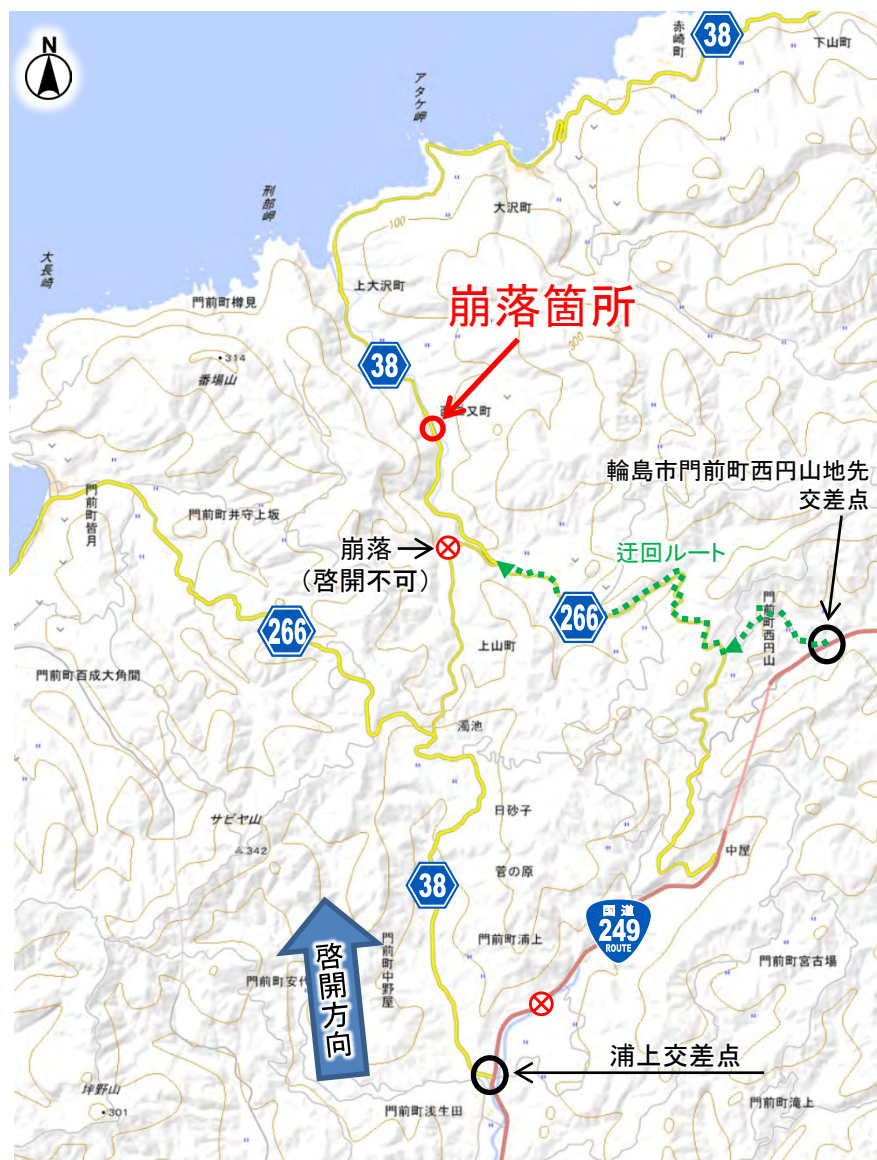 N
赤崎町
38
下山町
アタケ岬
刑部岬
大沢町
100
大長崎
上大沢町
門前町樽見
崩落箇所
300
・314
番場山
38
又町
輪島市門前町西円山地先
交差点
門前町皆月
門前町井守上坂
崩落
(啓開不可)
迂回ルート
266
266
門前町西円山
上山町
門前町百成大角間
濁池
日砂子
サビヤ山
342
中屋
38
菅の原
国道
249
ROUTE
啓開方向
門前町中野屋
門前町浦上
門前町宮古場
門前町安代
浦上交差点
坪野山
・301
門前町浅生田
門前町滝上